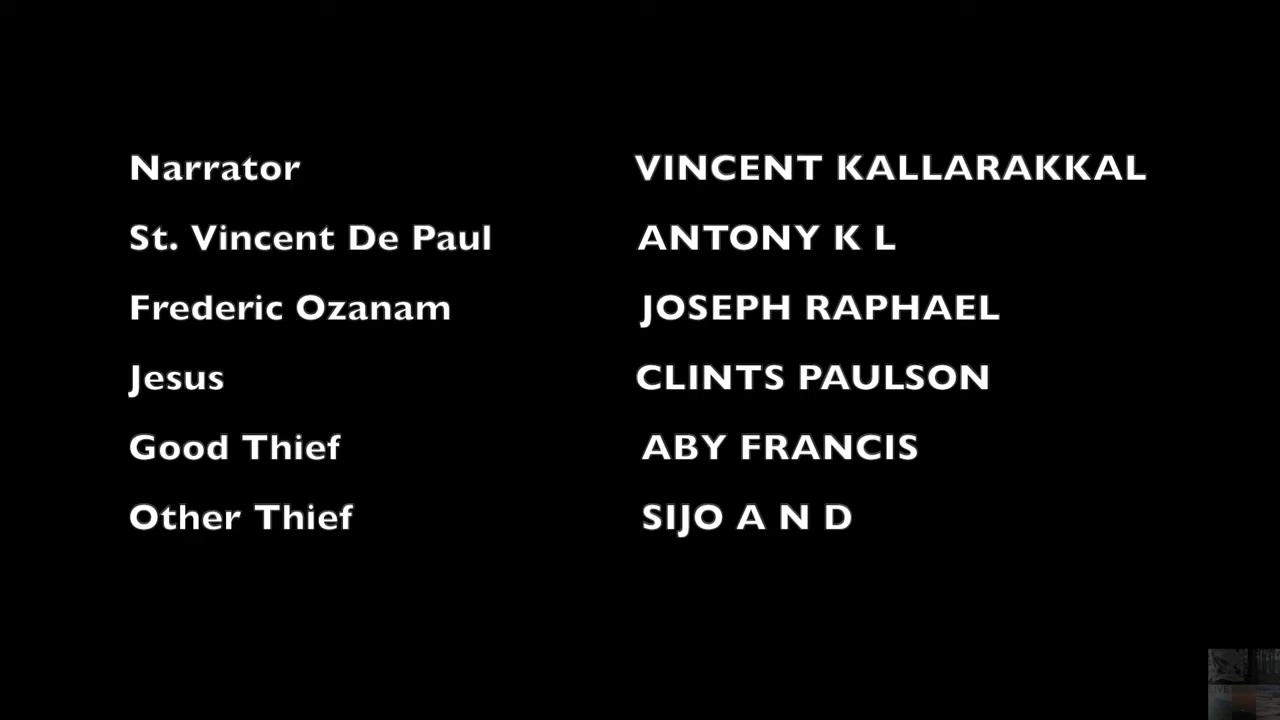 Narrator VINCENT KALLARAKKAL
St. Vincent De Paul ANTONY K L
Frederic Ozanam JOSEPH RAPHAEL
Jesus CLINTS PAULSON
Good Thief ABY FRANCIS
Other Thief SIJO A N D